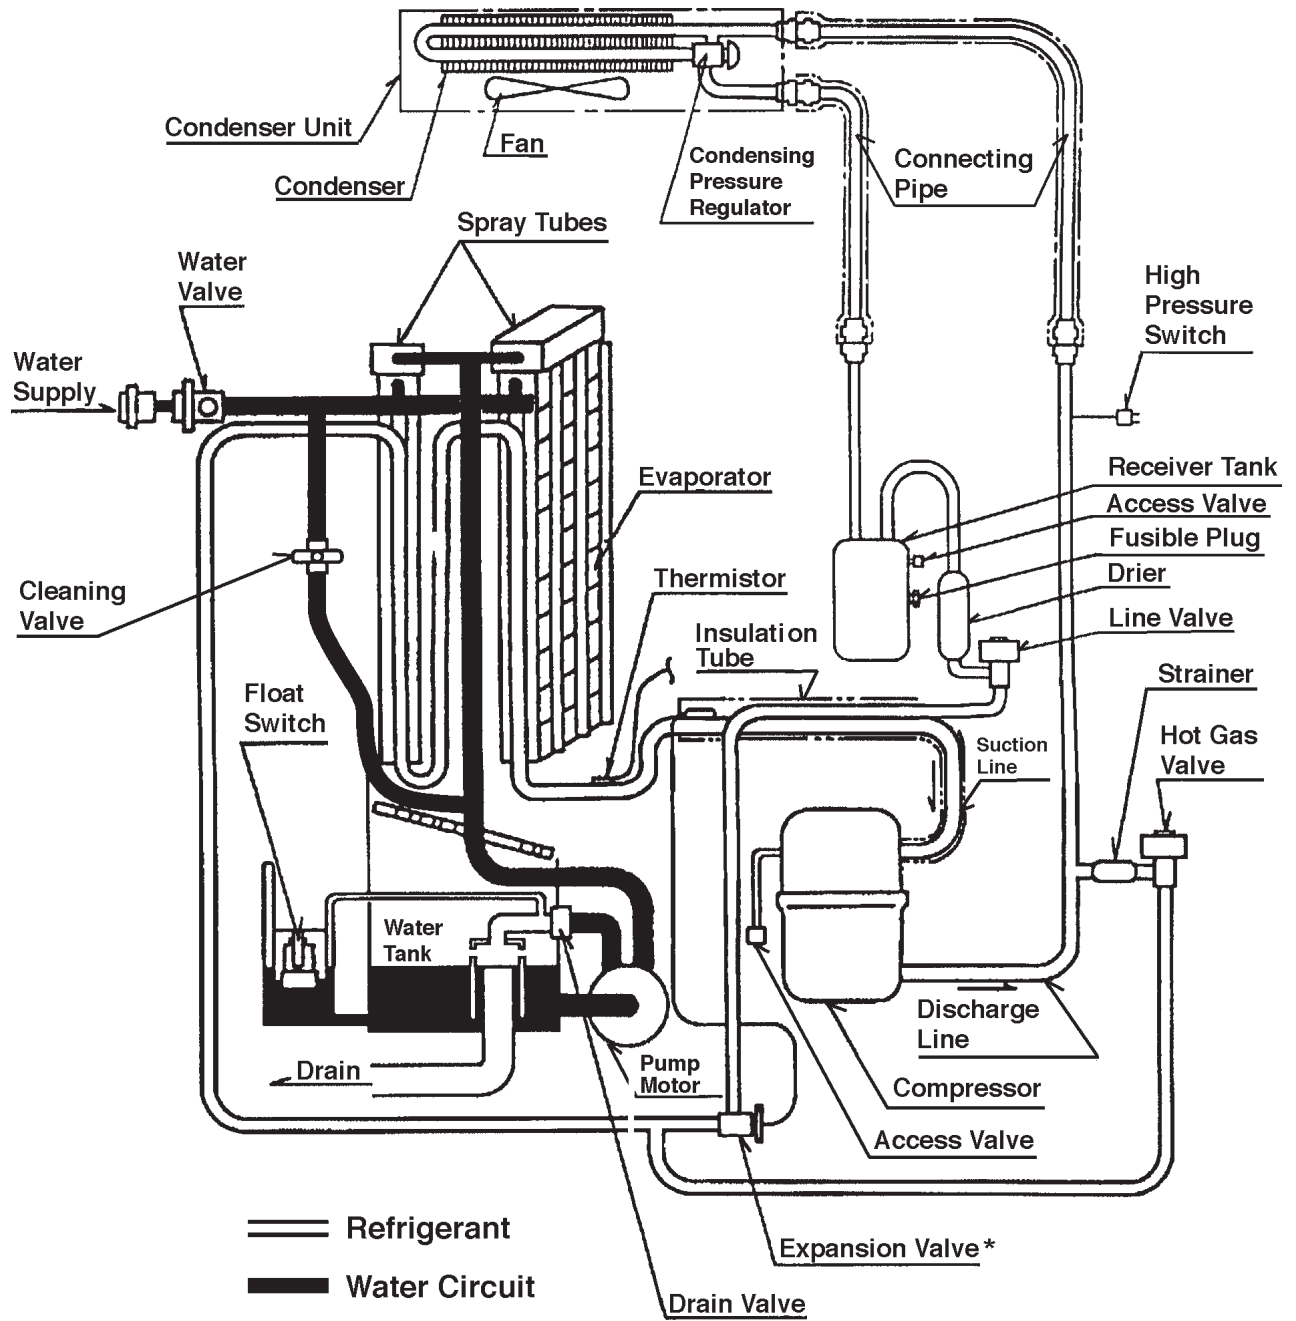 Condenser Unit
Fan
Condenser
Condensing
Pressure
Regulator
Connecting
Pipe
Spray Tubes
Water
Valve
High
Pressure
Switch
Water
Supply
Receiver Tank
Access Valve
Fusible Plug
Drier
Line Valve
Evaporator
Thermistor
Cleaning
Valve
Insulation
Tube
Strainer
Float
Switch
Suction
Line
Hot Gas
Valve
Water
Tank
Discharge
Line
Drain
Pump
Motor
Compressor
Access Valve
Refrigerant
Expansion Valve*
Water Circuit
Drain Valve